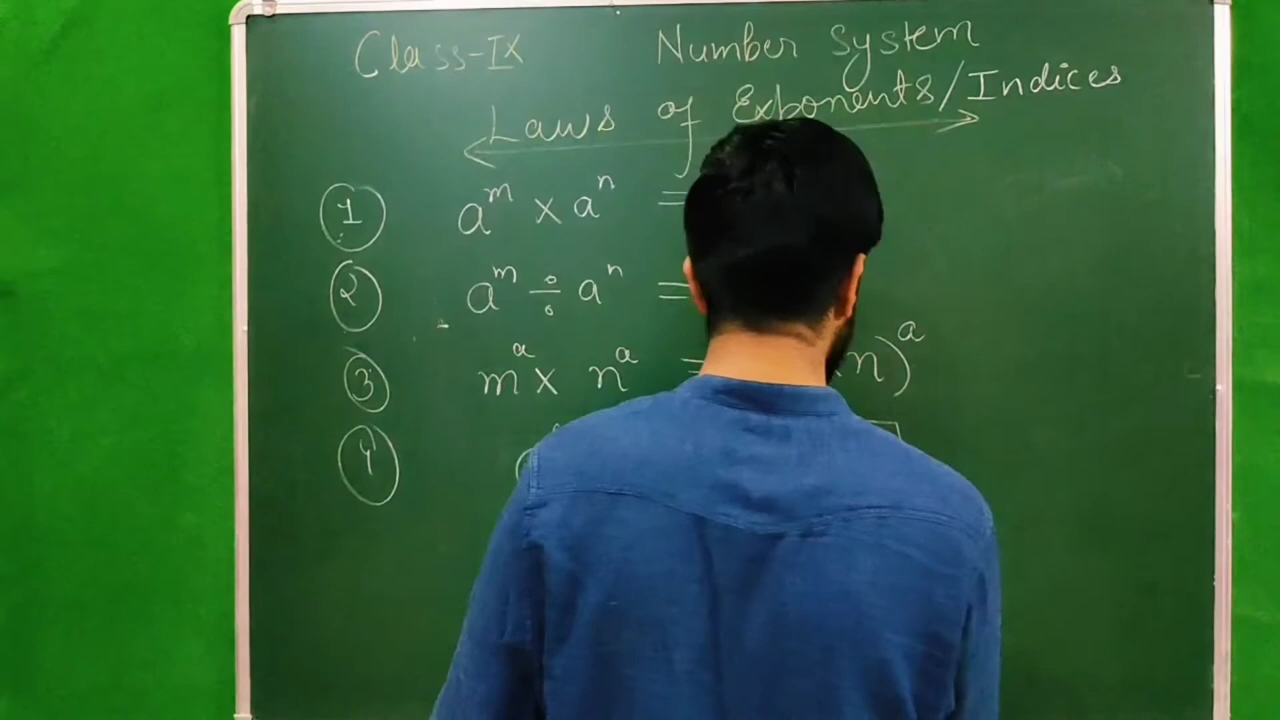 Class-IX Number System
Laws of Exponents/Indices
1 aᵐ × aⁿ =
2 aᵐ ÷ aⁿ =
3 mᵃ × nᵃ = n)ᵃ
4 (